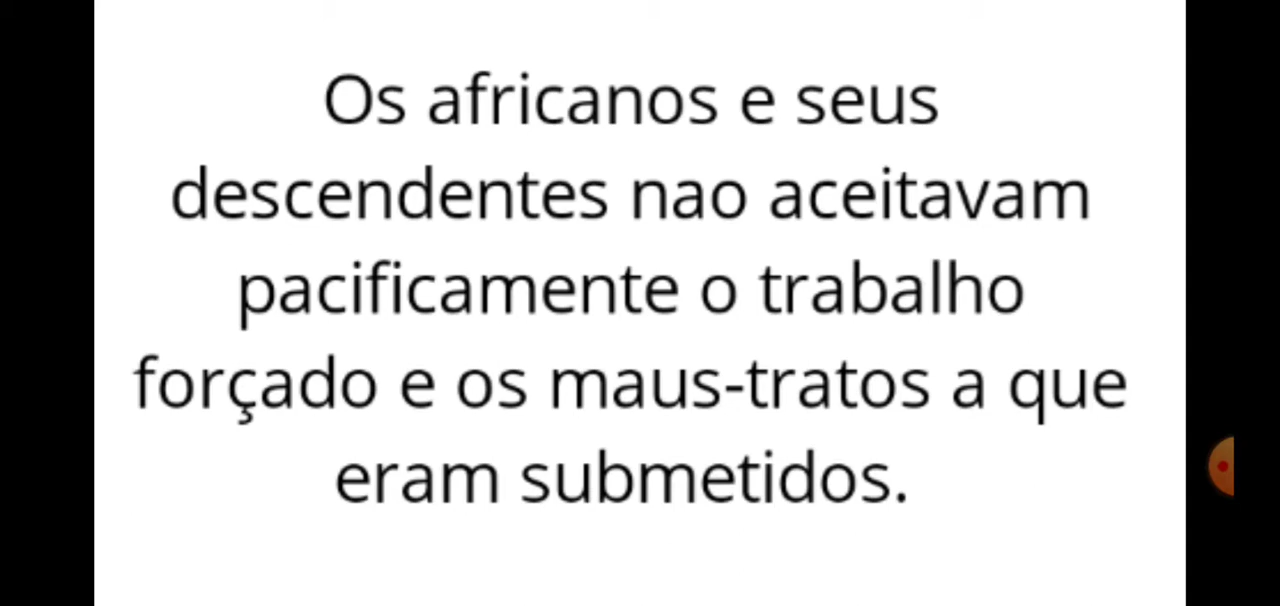 Os africanos e seus
descendentes nao aceitavam
pacificamente o trabalho
forçado e os maus-tratos a que
eram submetidos.